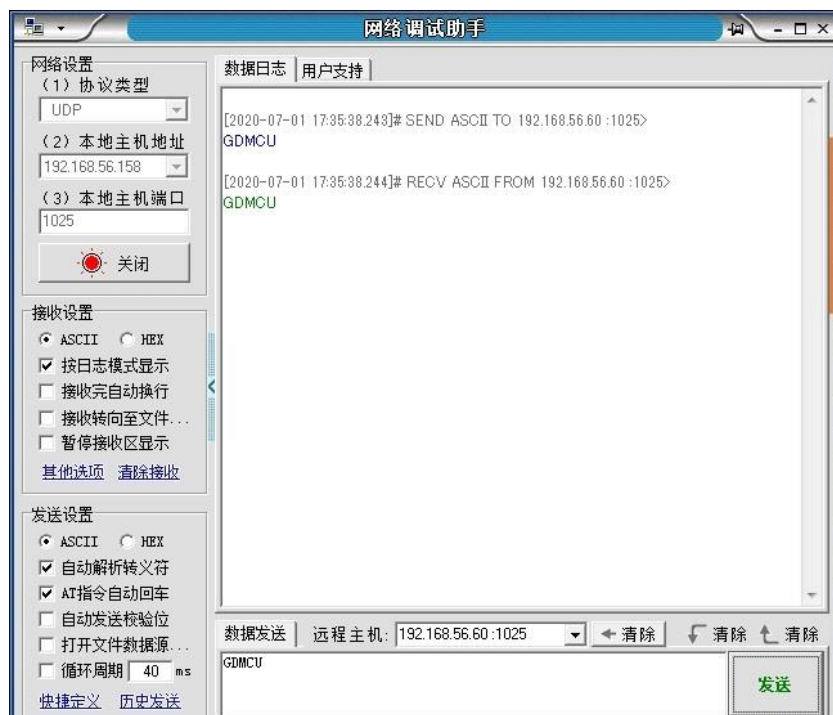 网络调试助手
网络设置
（1）协议类型
UDP
（2）本地主机地址
192.168.56.158
（3）本地主机端口
1025
关闭
接收设置
ASCII HEX
按日志模式显示
接收完自动换行
接收转向至文件...
暂停接收区显示
其他选项 清除接收
发送设置
ASCII HEX
自动解析转义符
AT指令自动回车
自动发送校验位
打开文件数据源...
循环周期 40 ms
快捷定义 历史发送
数据日志 用户支持
[2020-07-01 17:35:38.243]# SEND ASCII TO 192.168.56.60 :1025>
GDMCU
[2020-07-01 17:35:38.244]# RECV ASCII FROM 192.168.56.60 :1025>
GDMCU
数据发送 远程主机: 192.168.56.60 :1025 清除 清除 清除
GDMCU
发送